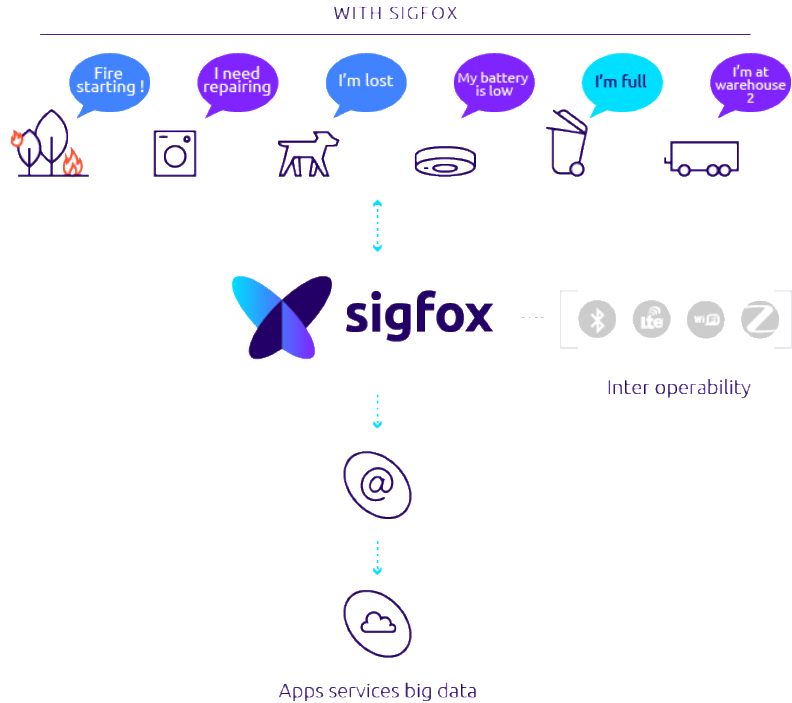 WITH SIGFOX
Fire
starting !
I need
repairing
I'm lost
My battery
is low
I'm full
I'm at
warehouse
2
sigfox
LTE
WiFi
Z
Inter operability
@
Apps services big data